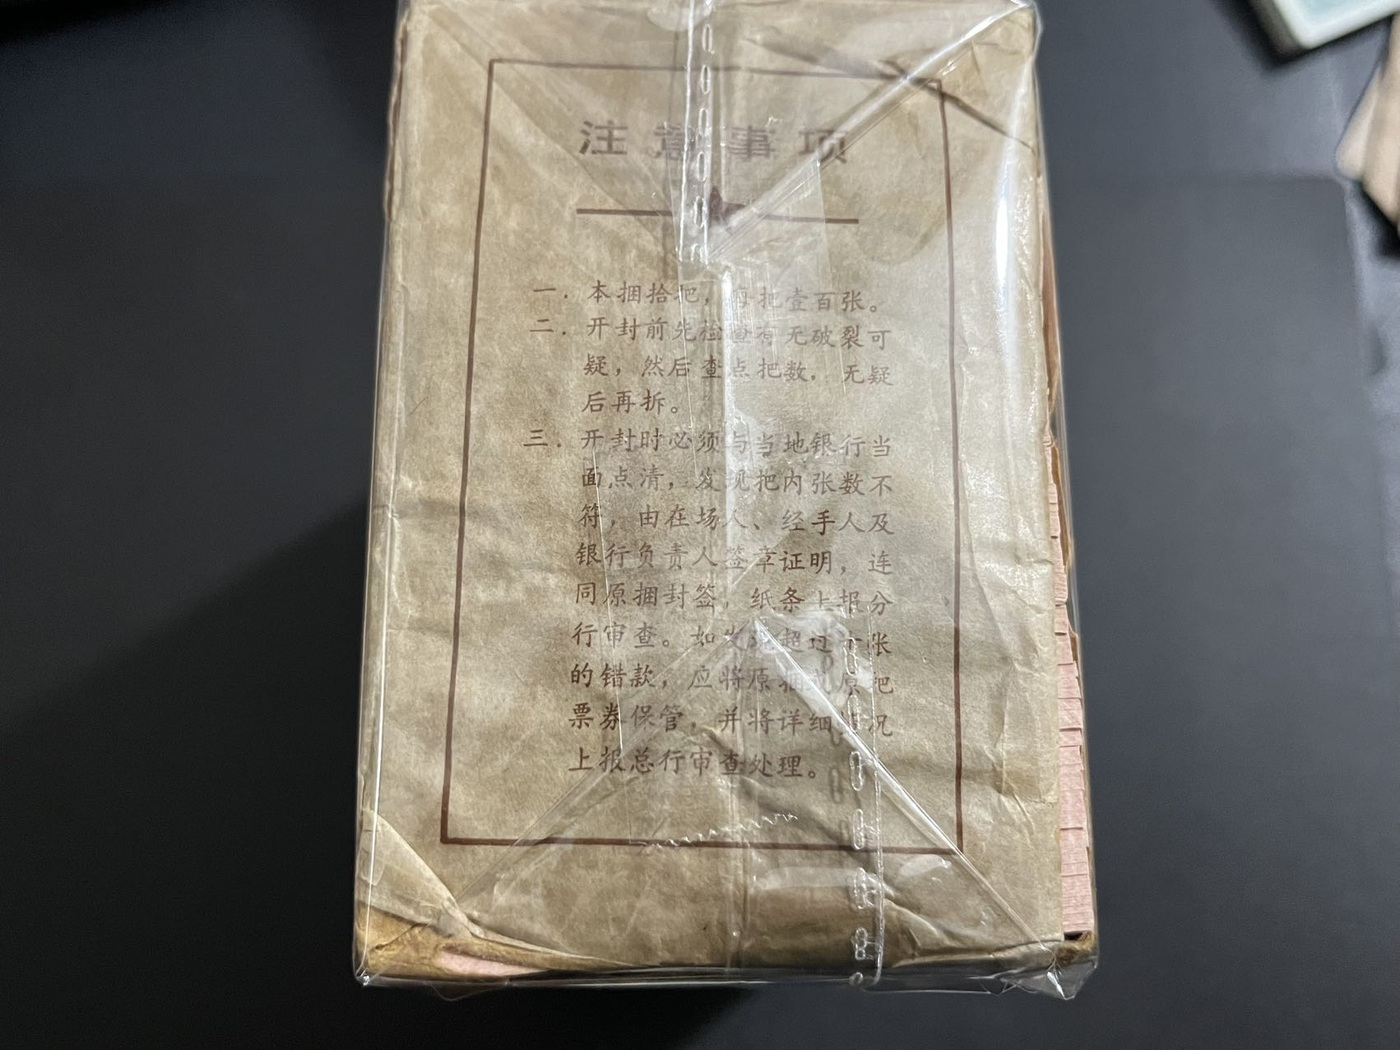 注意事项
一．本捆拾把，每把壹百张。
二．开封前先检查有无破裂可
疑，然后查点把数，无疑
后再拆。
三．开封时必须与当地银行当
面点清，发现把内张数不
符，由在场人、经手人及
银行负责人签章证明，连
同原捆封签，纸条上报分
行审查。如发现超过 张
的错款，应将原捆 原把
票券保管，并将详细情况
上报总行审查处理。